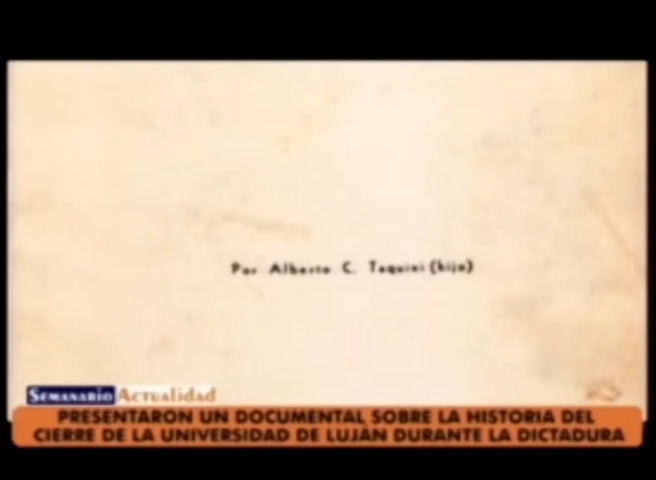 Por Alberto C. Taquini (hijo)
SEMANARIO ACTUALIDAD
PRESENTARON UN DOCUMENTAL SOBRE LA HISTORIA DEL
CIERRE DE LA UNIVERSIDAD DE LUJÁN DURANTE LA DICTADURA